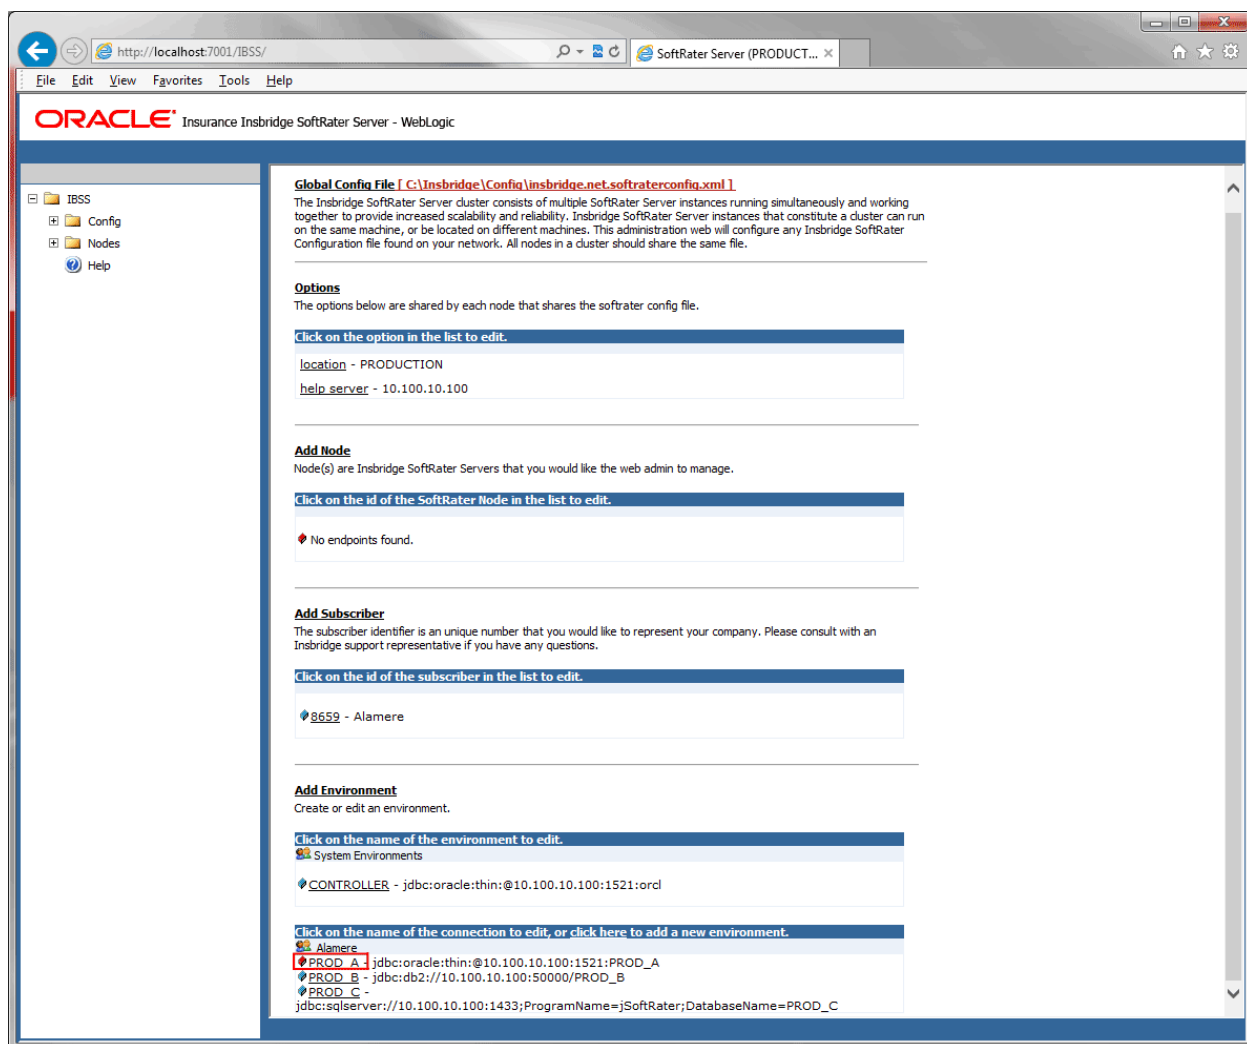 http://localhost:7001/IBSS/
SoftRater Server (PRODUCT...
File Edit View Favorites Tools Help
ORACLE Insurance Insbridge SoftRater Server - WebLogic
IBSS
Config
Nodes
Help
Global Config File [ C:\Insbridge\Config\insbridge.net.softraterconfig.xml ]
The Insbridge SoftRater Server cluster consists of multiple SoftRater Server instances running simultaneously and working
together to provide increased scalability and reliability. Insbridge SoftRater Server instances that constitute a cluster can run
on the same machine, or be located on different machines. This administration web will configure any Insbridge SoftRater
Configuration file found on your network. All nodes in a cluster should share the same file.
Options
The options below are shared by each node that shares the softrater config file.
Click on the option in the list to edit.
location - PRODUCTION
help server - 10.100.10.100
Add Node
Node(s) are Insbridge SoftRater Servers that you would like the web admin to manage.
Click on the id of the SoftRater Node in the list to edit.
No endpoints found.
Add Subscriber
The subscriber identifier is an unique number that you would like to represent your company. Please consult with an
Insbridge support representative if you have any questions.
Click on the id of the subscriber in the list to edit.
8659 - Alamere
Add Environment
Create or edit an environment.
Click on the name of the environment to edit.
System Environments
CONTROLLER - jdbc:oracle:thin:@10.100.10.100:1521:orcl
Click on the name of the connection to edit, or click here to add a new environment.
Alamere
PROD_A - jdbc:oracle:thin:@10.100.10.100:1521:PROD_A
PROD_B - jdbc:db2://10.100.10.100:50000/PROD_B
PROD_C -
jdbc:sqlserver://10.100.10.100:1433;ProgramName=jSoftRater;DatabaseName=PROD_C